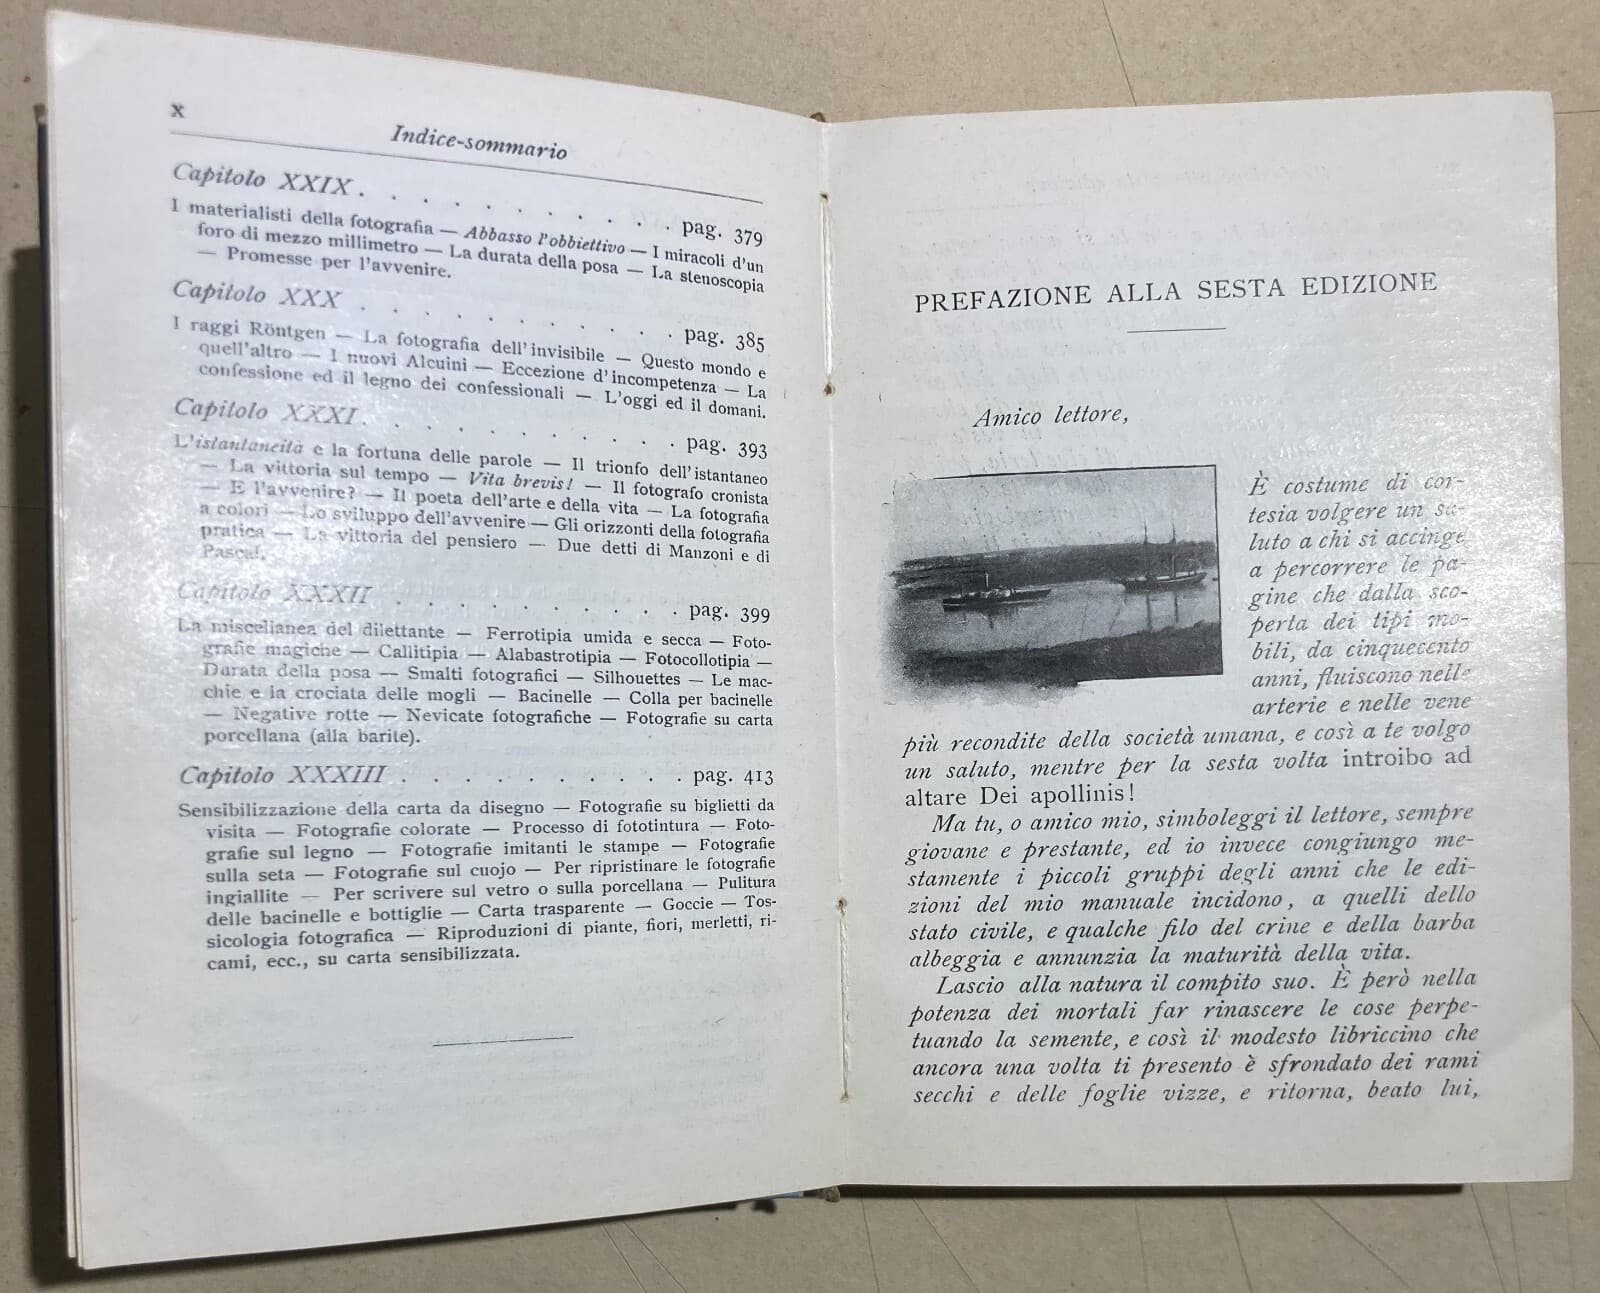 x
Indice-sommario
Capitolo XXIX . . . . . . . . . . . pag. 379
I materialisti della fotografia — Abbasso l'obbiettivo — I miracoli d'un
foro di mezzo millimetro — La durata della posa — La stenoscopia
— Promesse per l'avvenire.
Capitolo XXX . . . . . . . . . . . pag. 385
I raggi Röntgen — La fotografia dell'invisibile — Questo mondo e
quell'altro — I nuovi Alcuini — Eccezione d'incompetenza — La
confessione ed il legno dei confessionali — L'oggi ed il domani.
Capitolo XXXI . . . . . . . . . . . pag. 393
L'istantaneità e la fortuna delle parole — Il trionfo dell'istantaneo
— La vittoria sul tempo — Vita brevis! — Il fotografo cronista
— E l'avvenire? — Il poeta dell'arte e della vita — La fotografia
a colori — Lo sviluppo dell'avvenire — Gli orizzonti della fotografia
pratica — La vittoria del pensiero — Due detti di Manzoni e di
Pascal.
Capitolo XXXII . . . . . . . . . . pag. 399
La miscellanea del dilettante — Ferrotipia umida e secca — Foto-
grafie magiche — Callitipia — Alabastrotipia — Fotocollotipia —
Durata della posa — Smalti fotografici — Silhouettes — Le mac-
chie e la crociata delle mogli — Bacinelle — Colla per bacinelle
— Negative rotte — Nevicate fotografiche — Fotografie su carta
porcellana (alla barite).
Capitolo XXXIII . . . . . . . . . . pag. 413
Sensibilizzazione della carta da disegno — Fotografie su biglietti da
visita — Fotografie colorate — Processo di fototintura — Foto-
grafie sul legno — Fotografie imitanti le stampe — Fotografie
sulla seta — Fotografie sul cuojo — Per ripristinare le fotografie
ingiallite — Per scrivere sul vetro o sulla porcellana — Pulitura
delle bacinelle e bottiglie — Carta trasparente — Goccie — Tos-
sicologia fotografica — Riproduzioni di piante, fiori, merletti, ri-
cami, ecc., su carta sensibilizzata.
PREFAZIONE ALLA SESTA EDIZIONE
Amico lettore,
È costume di cor-
tesia volgere un sa-
luto a chi si accinge
a percorrere le pa-
gine che dalla sco-
perta dei tipi mo-
bili, da cinquecento
anni, fluiscono nelle
arterie e nelle vene
più recondite della società umana, e così a te volgo
un saluto, mentre per la sesta volta introibo ad
altare Dei apollinis!
Ma tu, o amico mio, simboleggi il lettore, sempre
giovane e prestante, ed io invece congiungo me-
stamente i piccoli gruppi degli anni che le edi-
zioni del mio manuale incidono, a quelli dello
stato civile, e qualche filo del crine e della barba
albeggia e annunzia la maturità della vita.
Lascio alla natura il compito suo. È però nella
potenza dei mortali far rinascere le cose perpe-
tuando la semente, e così il modesto libriccino che
ancora una volta ti presento è sfrondato dei rami
secchi e delle foglie vizze, e ritorna, beato lui,